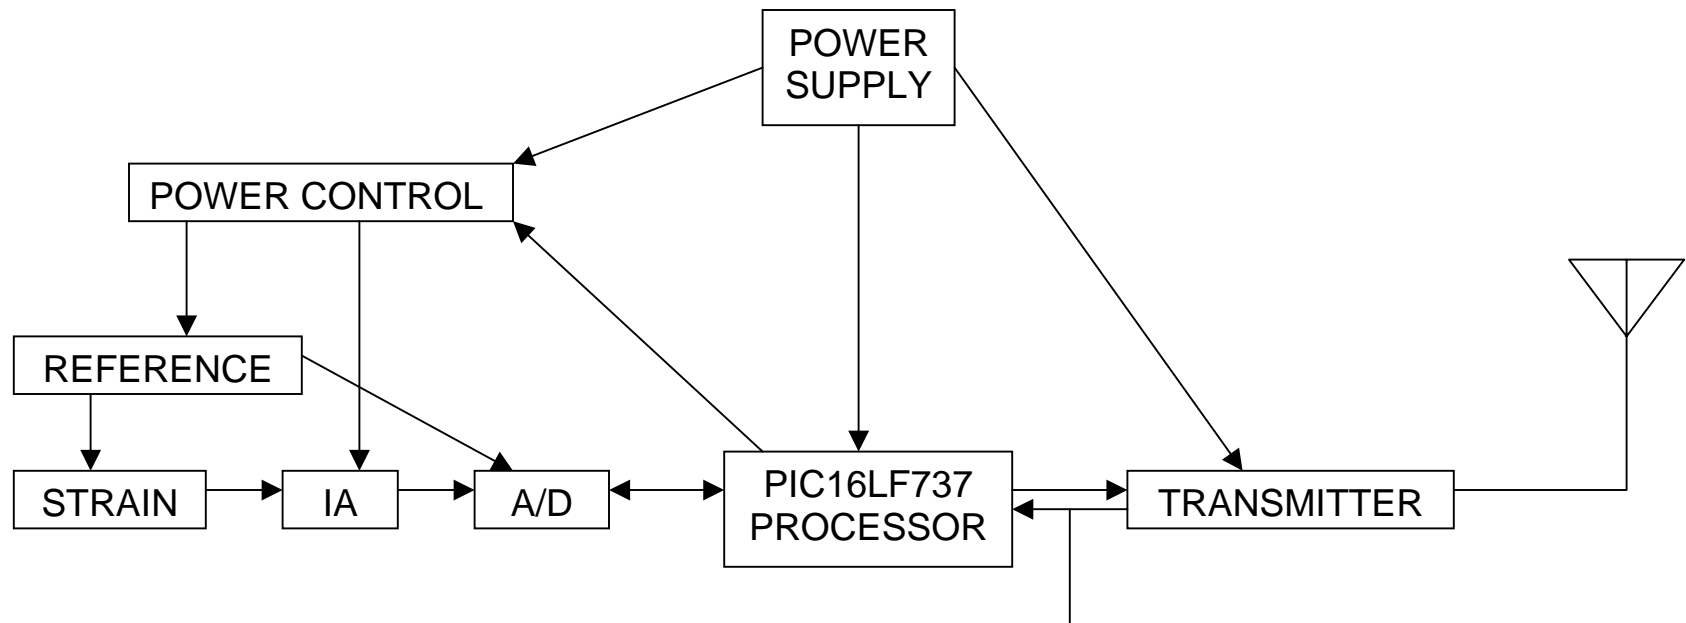 POWER
SUPPLY
POWER CONTROL
REFERENCE
STRAIN
IA
A/D
PIC16LF737
PROCESSOR
TRANSMITTER